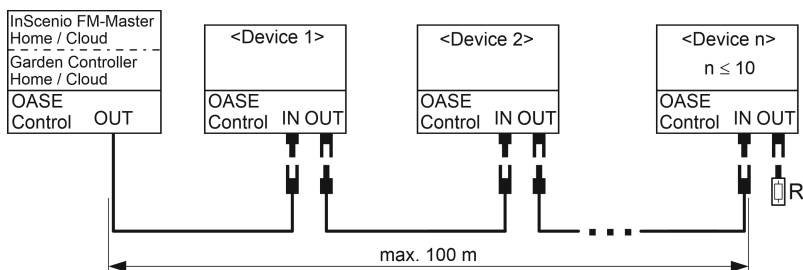 InScenio FM-Master
Home / Cloud
Garden Controller
Home / Cloud
OASE
Control OUT
<Device 1>
OASE
Control IN OUT
<Device 2>
OASE
Control IN OUT
<Device n>
n ≤ 10
OASE
Control IN OUT
R
max. 100 m